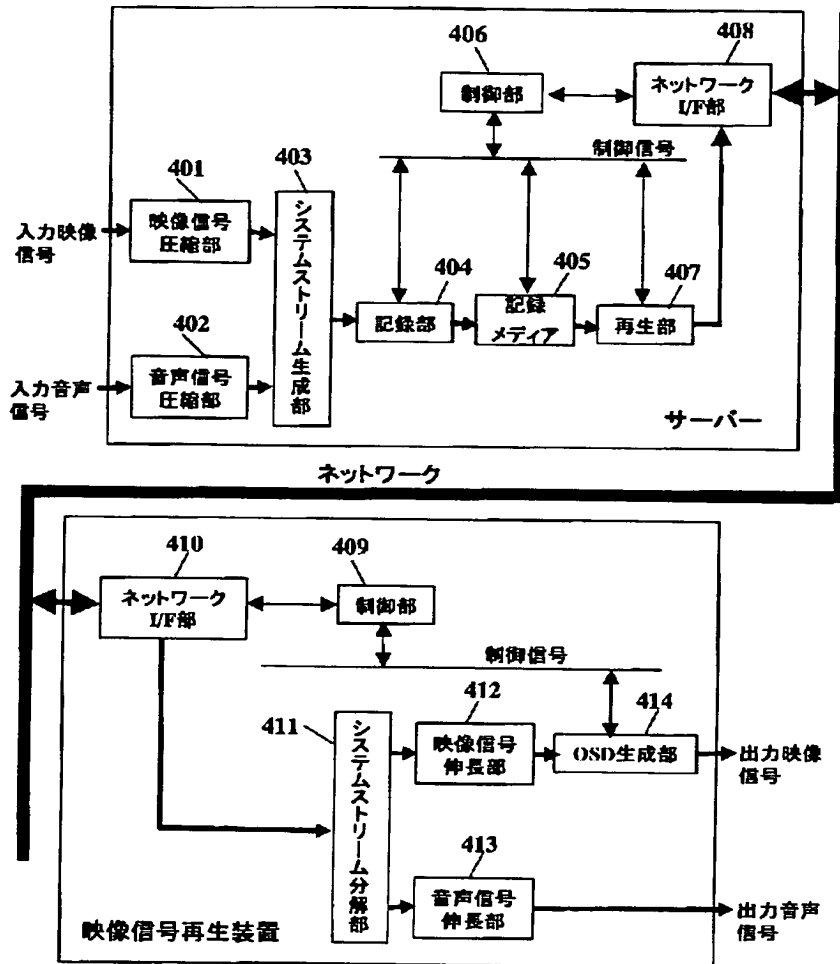 406
408
制御部
ネットワーク
I/F部
制御信号
401
403
入力映像
信号
映像信号
圧縮部
システムストリーム生成部
404
405
407
記録部
記録
メディア
再生部
402
入力音声
信号
音声信号
圧縮部
サーバー
ネットワーク
410
409
ネットワーク
I/F部
制御部
制御信号
411
412
414
システムストリーム分解部
映像信号
伸長部
OSD生成部
出力映像
信号
413
音声信号
伸長部
出力音声
信号
映像信号再生装置